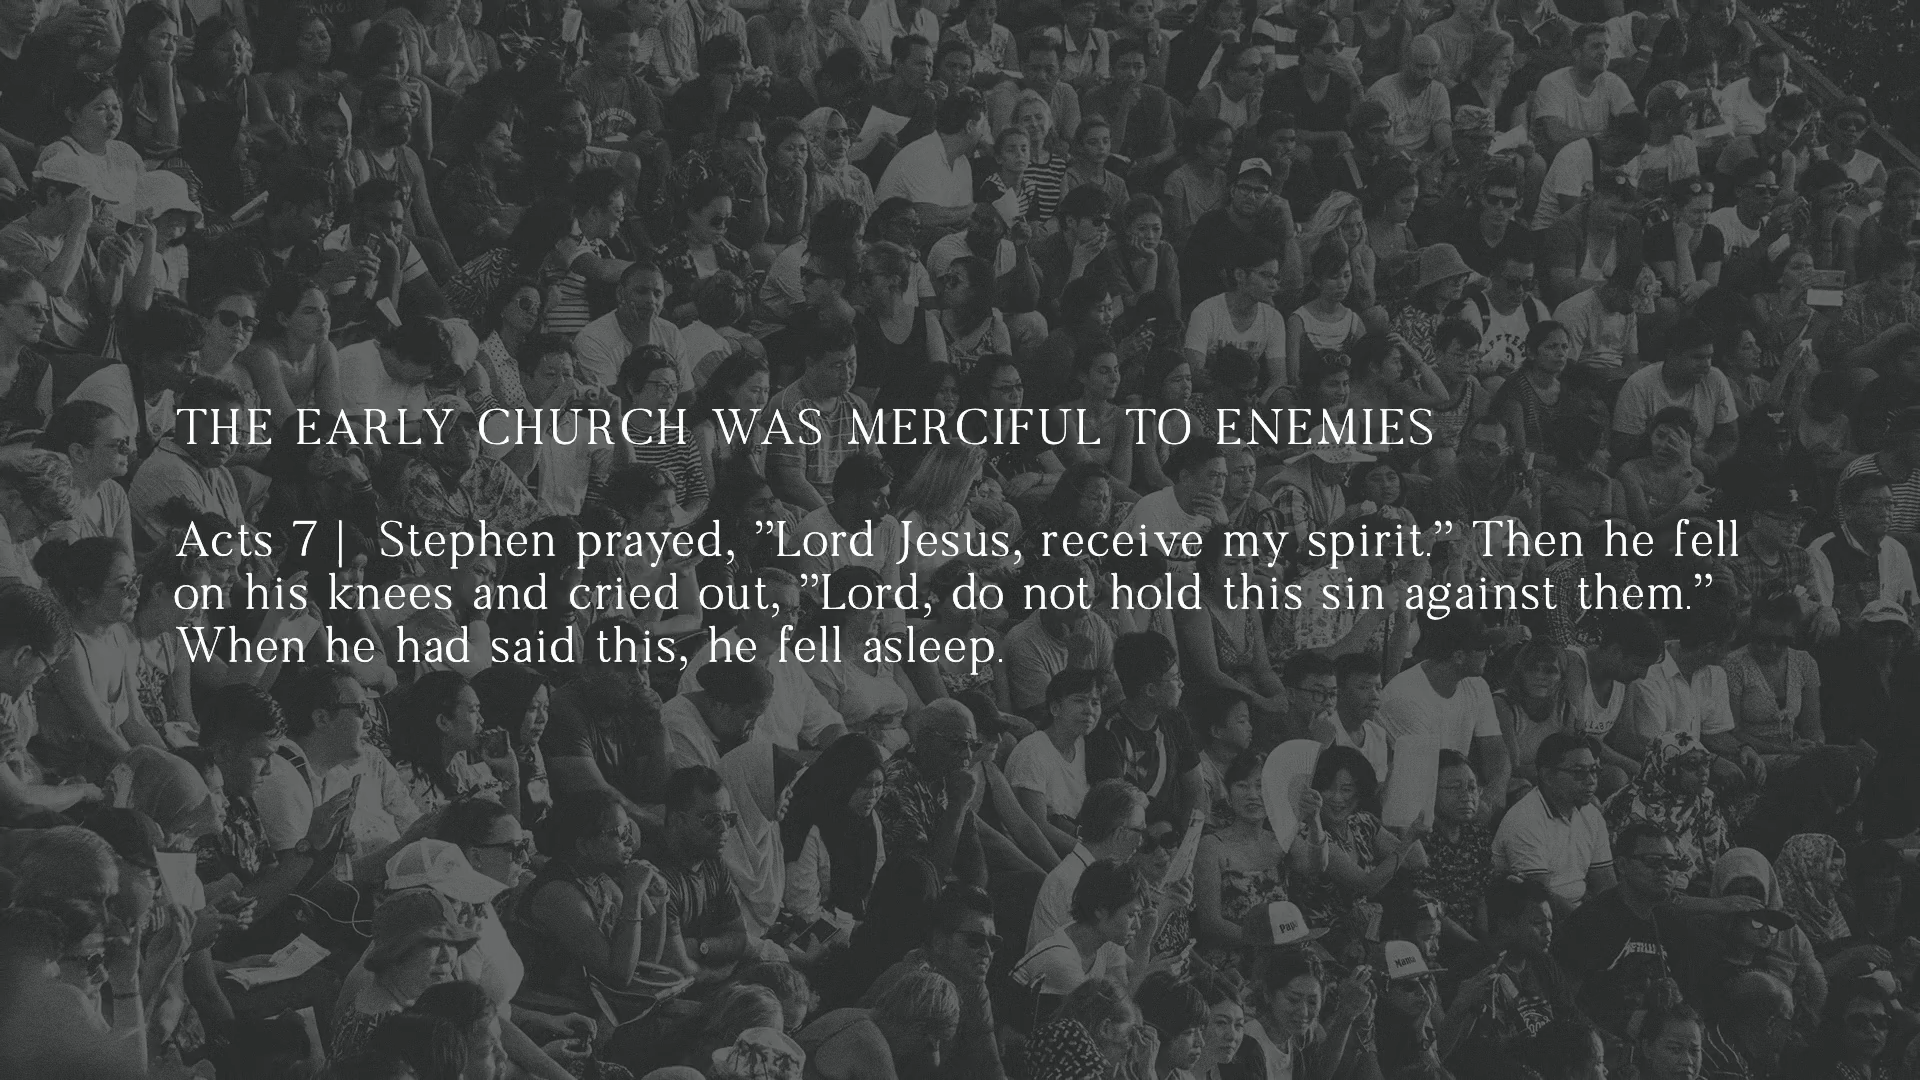 THE EARLY CHURCH WAS MERCIFUL TO ENEMIES
Acts 7 | Stephen prayed, ”Lord Jesus, receive my spirit.” Then he fell
on his knees and cried out, ”Lord, do not hold this sin against them.”
When he had said this, he fell asleep.
Papa
Mama